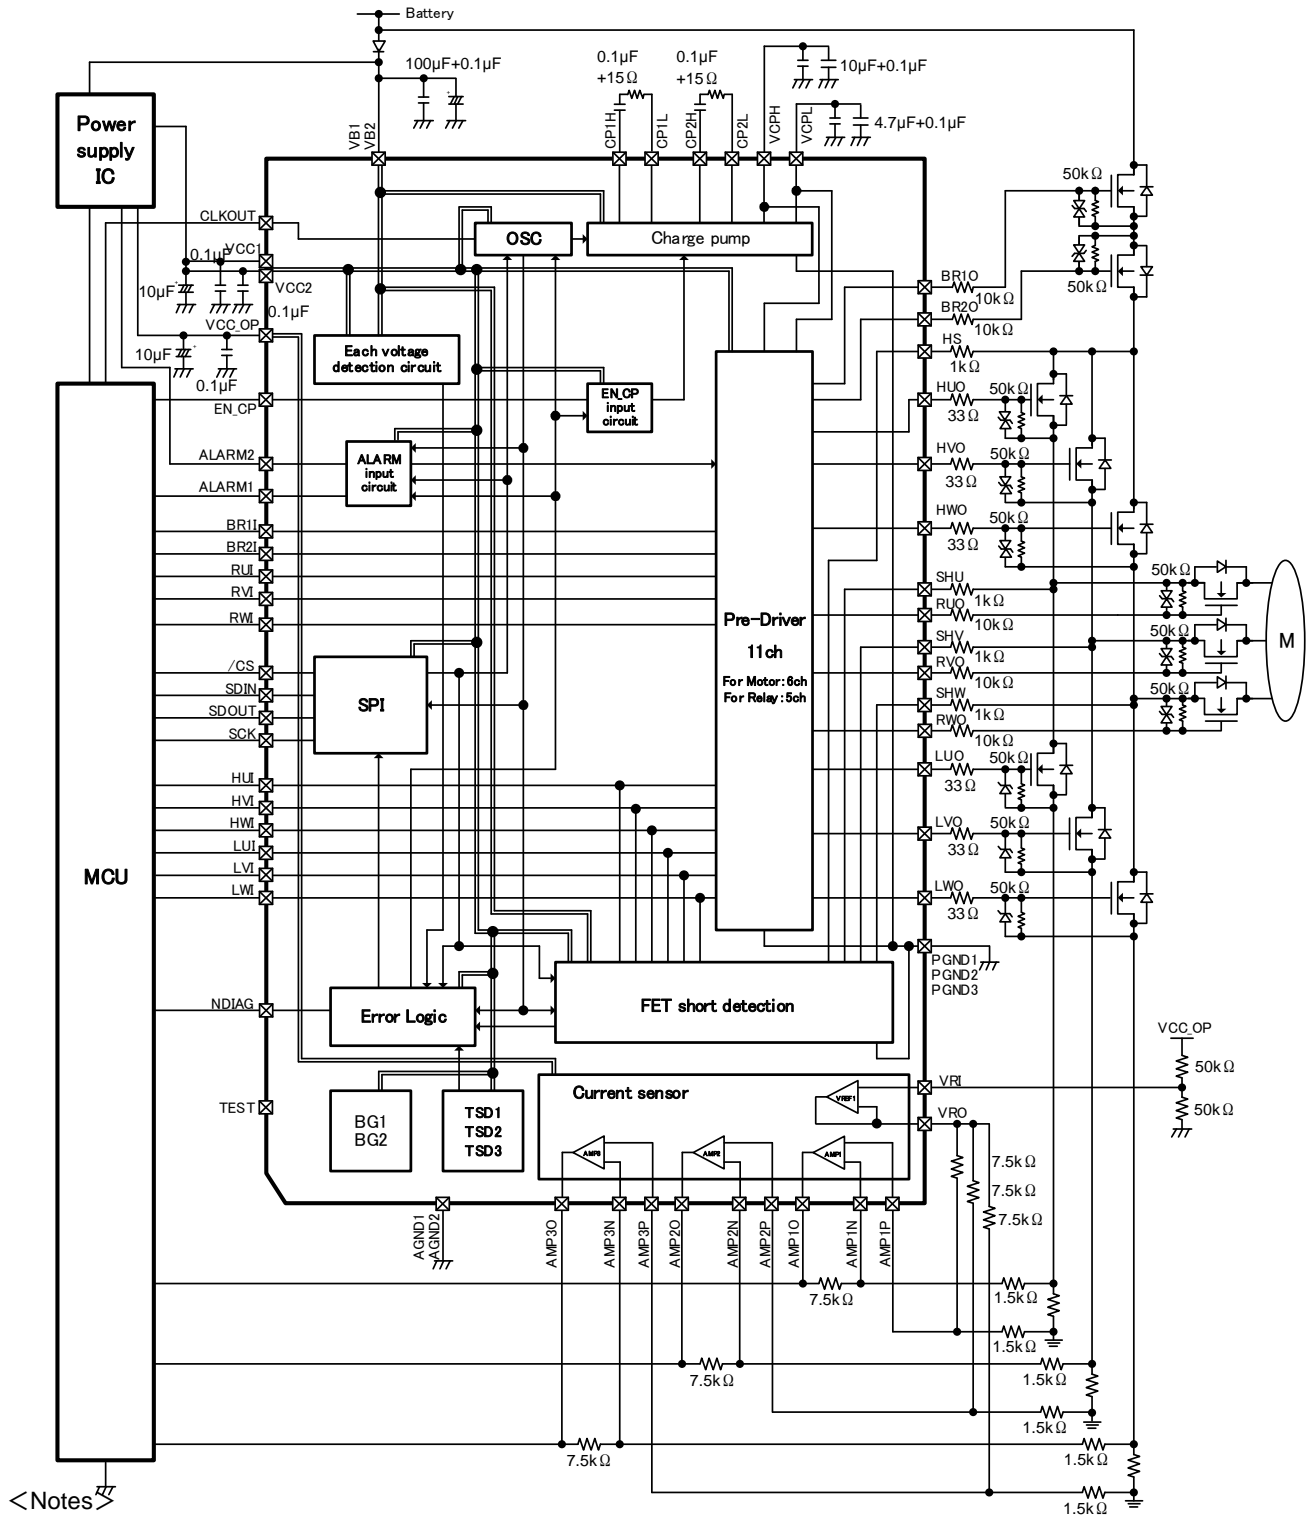 Battery
100μF+0.1μF
0.1μF
+15Ω
0.1μF
+15Ω
10μF+0.1μF
4.7μF+0.1μF
VB1
VB2
CP1H
CP1L
CP2H
CP2L
VCPH
VCPL
Power
supply
IC
CLKOUT
OSC
Charge pump
50kΩ
50kΩ
0.1μF
VCC1
VCC2
10μF
0.1μF
VCC_OP
10μF
0.1μF
BR1O
10kΩ
BR2O
10kΩ
Each voltage
detection circuit
HS
1kΩ
EN_CP
EN_CP
input
circuit
HUO
33Ω
50kΩ
ALARM2
ALARM
input
circuit
HVO
33Ω
50kΩ
ALARM1
BR1I
BR2I
RUI
RVI
RWI
HWO
33Ω
50kΩ
SHU
1kΩ
RUO
10kΩ
SHV
1kΩ
RVO
10kΩ
SHW
1kΩ
RWO
10kΩ
50kΩ
50kΩ
50kΩ
M
Pre-Driver
11ch
For Motor:6ch
For Relay:5ch
/CS
SDIN
SDOUT
SCK
SPI
LUO
33Ω
50kΩ
HUI
HVI
HWI
LUI
LVI
LWI
MCU
LVO
33Ω
50kΩ
LWO
33Ω
50kΩ
PGND1
PGND2
PGND3
NDIAG
Error Logic
FET short detection
VCC_OP
50kΩ
50kΩ
TEST
BG1
BG2
TSD1
TSD2
TSD3
Current sensor
VREF1
VRI
VRO
AMP3
AMP2
AMP1
7.5kΩ
7.5kΩ
7.5kΩ
AGND1
AGND2
AMP3O
AMP3N
AMP3P
AMP2O
AMP2N
AMP2P
AMP1O
AMP1N
AMP1P
7.5kΩ
1.5kΩ
1.5kΩ
7.5kΩ
1.5kΩ
1.5kΩ
7.5kΩ
1.5kΩ
1.5kΩ
＜Notes＞